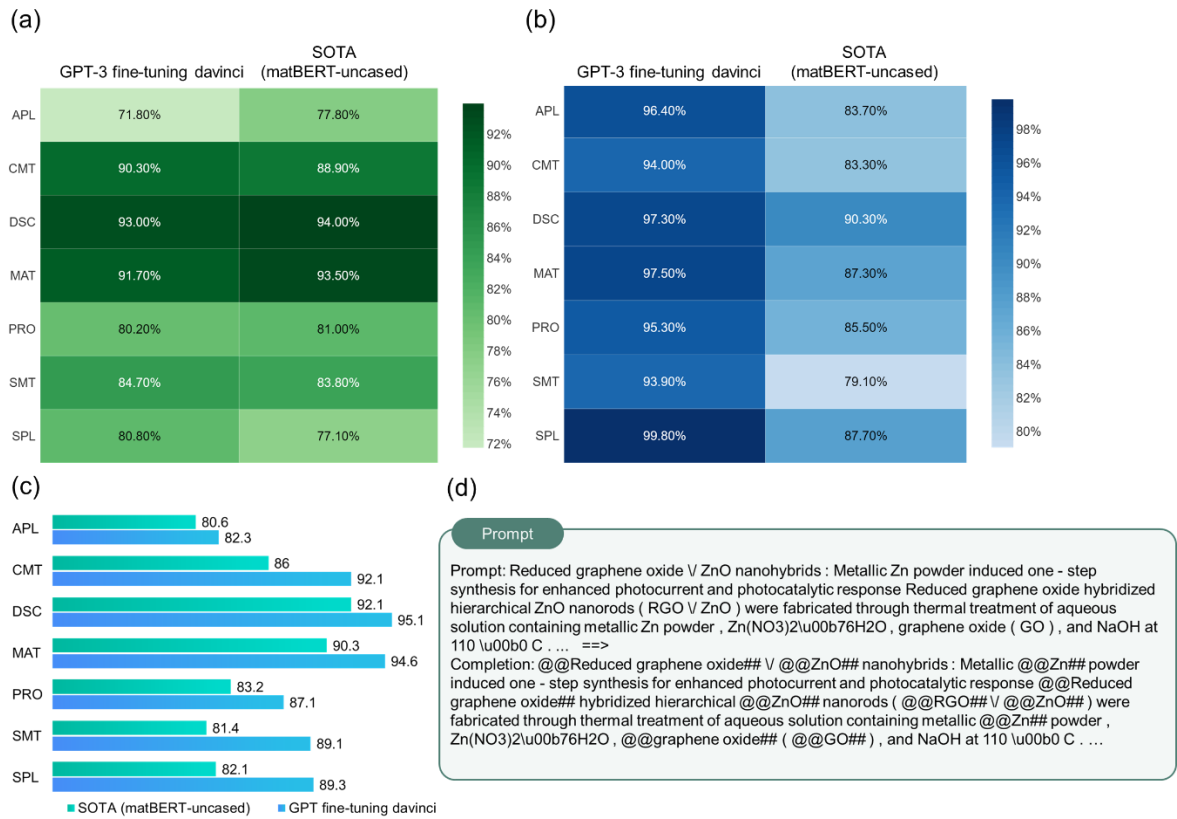 (a)
GPT-3 fine-tuning davinci
SOTA
(matBERT-uncased)
APL
71.80%
77.80%
CMT
90.30%
88.90%
DSC
93.00%
94.00%
MAT
91.70%
93.50%
PRO
80.20%
81.00%
SMT
84.70%
83.80%
SPL
80.80%
77.10%
92%
90%
88%
86%
84%
82%
80%
78%
76%
74%
72%
(b)
GPT-3 fine-tuning davinci
SOTA
(matBERT-uncased)
APL
96.40%
83.70%
CMT
94.00%
83.30%
DSC
97.30%
90.30%
MAT
97.50%
87.30%
PRO
95.30%
85.50%
SMT
93.90%
79.10%
SPL
99.80%
87.70%
98%
96%
94%
92%
90%
88%
86%
84%
82%
80%
(c)
APL
80.6
82.3
CMT
86
92.1
DSC
92.1
95.1
MAT
90.3
94.6
PRO
83.2
87.1
SMT
81.4
89.1
SPL
82.1
89.3
SOTA (matBERT-uncased)
GPT fine-tuning davinci
(d)
Prompt
Prompt: Reduced graphene oxide \/ ZnO nanohybrids : Metallic Zn powder induced one - step
synthesis for enhanced photocurrent and photocatalytic response Reduced graphene oxide hybridized
hierarchical ZnO nanorods ( RGO \/ ZnO ) were fabricated through thermal treatment of aqueous
solution containing metallic Zn powder , Zn(NO3)2\u00b76H2O , graphene oxide ( GO ) , and NaOH at
110 \u00b0 C . ... ==>
Completion: @@Reduced graphene oxide## \/ @@ZnO## nanohybrids : Metallic @@Zn## powder
induced one - step synthesis for enhanced photocurrent and photocatalytic response @@Reduced
graphene oxide## hybridized hierarchical @@ZnO## nanorods ( @@RGO## \/ @@ZnO## ) were
fabricated through thermal treatment of aqueous solution containing metallic @@Zn## powder ,
Zn(NO3)2\u00b76H2O , @@graphene oxide## ( @@GO## ) , and NaOH at 110 \u00b0 C . ...